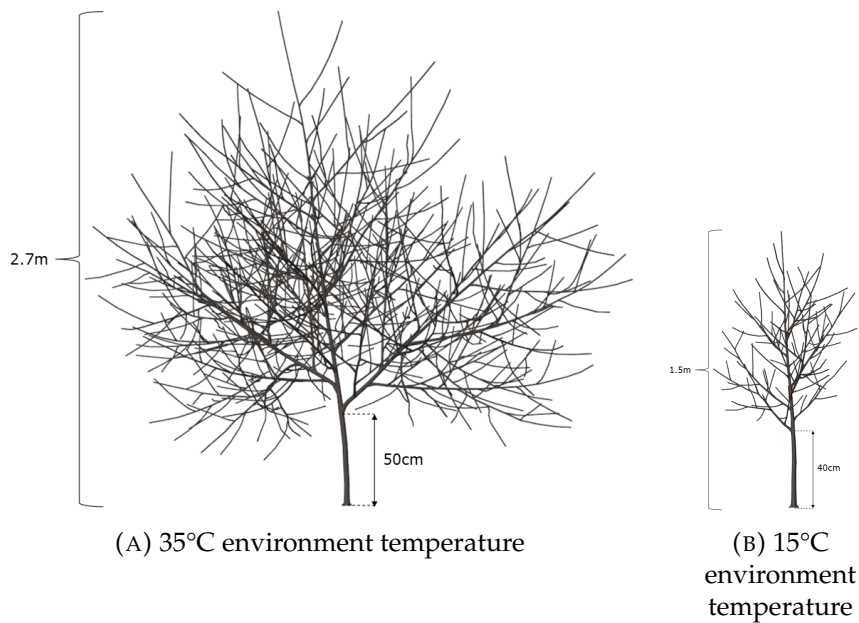 2.7m
50cm
(A) 35°C environment temperature
1.5m
40cm
(B) 15°C
environment
temperature